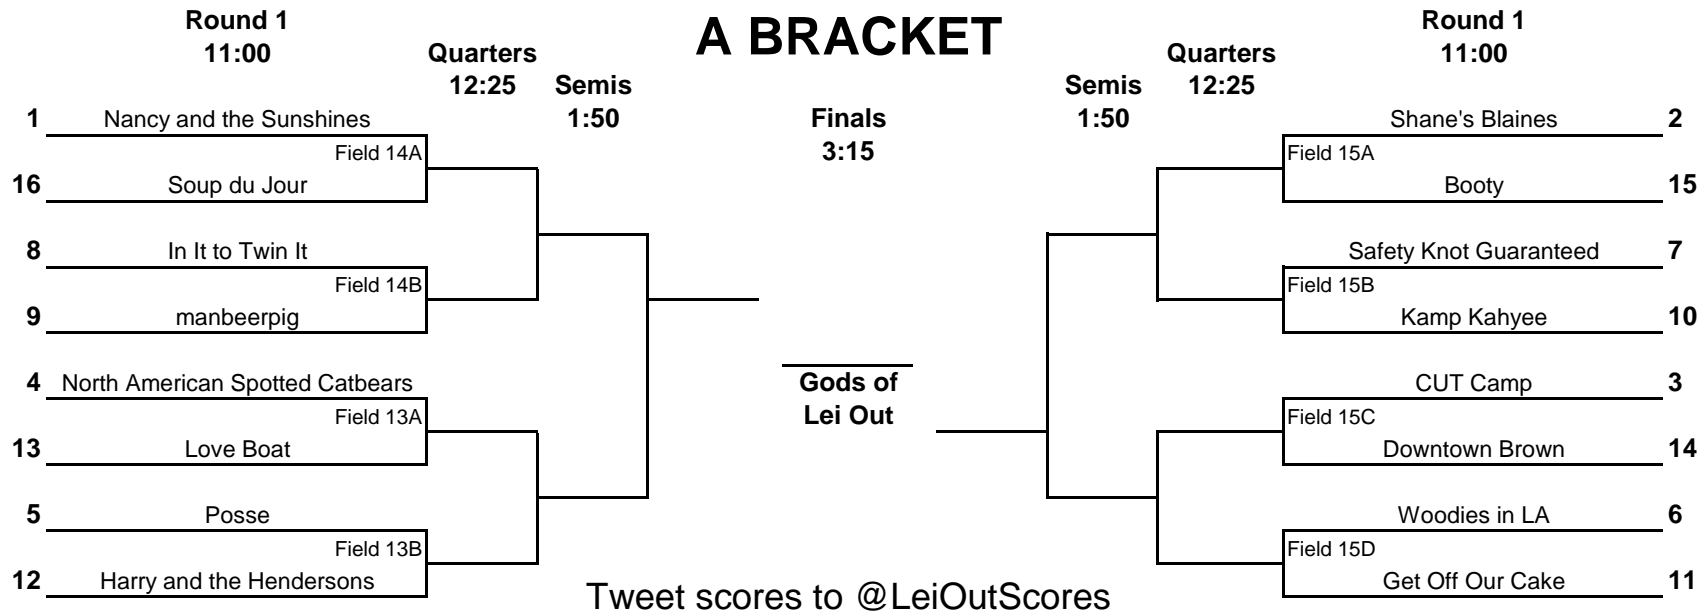 A BRACKET
Round 1
11:00
Quarters
12:25
Semis
1:50
Finals
3:15
Semis
1:50
Quarters
12:25
Round 1
11:00
1 Nancy and the Sunshines
Field 14A
16 Soup du Jour
8 In It to Twin It
Field 14B
9 manbeerpig
4 North American Spotted Catbears
Field 13A
13 Love Boat
5 Posse
Field 13B
12 Harry and the Hendersons
Gods of
Lei Out
Shane's Blaines 2
Field 15A
Booty 15
Safety Knot Guaranteed 7
Field 15B
Kamp Kahyee 10
CUT Camp 3
Field 15C
Downtown Brown 14
Woodies in LA 6
Field 15D
Get Off Our Cake 11
Tweet scores to @LeiOutScores